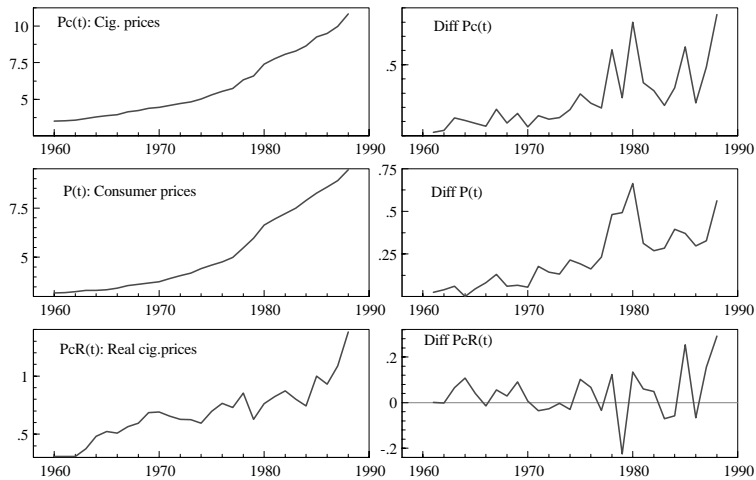 Pc(t): Cig. prices
10
7.5
5
1960 1970 1980 1990
Diff Pc(t)
.5
1960 1970 1980 1990
P(t): Consumer prices
7.5
5
1960 1970 1980 1990
Diff P(t)
.75
.5
.25
1960 1970 1980 1990
PcR(t): Real cig.prices
1
.5
1960 1970 1980 1990
Diff PcR(t)
.2
0
-.2
1960 1970 1980 1990